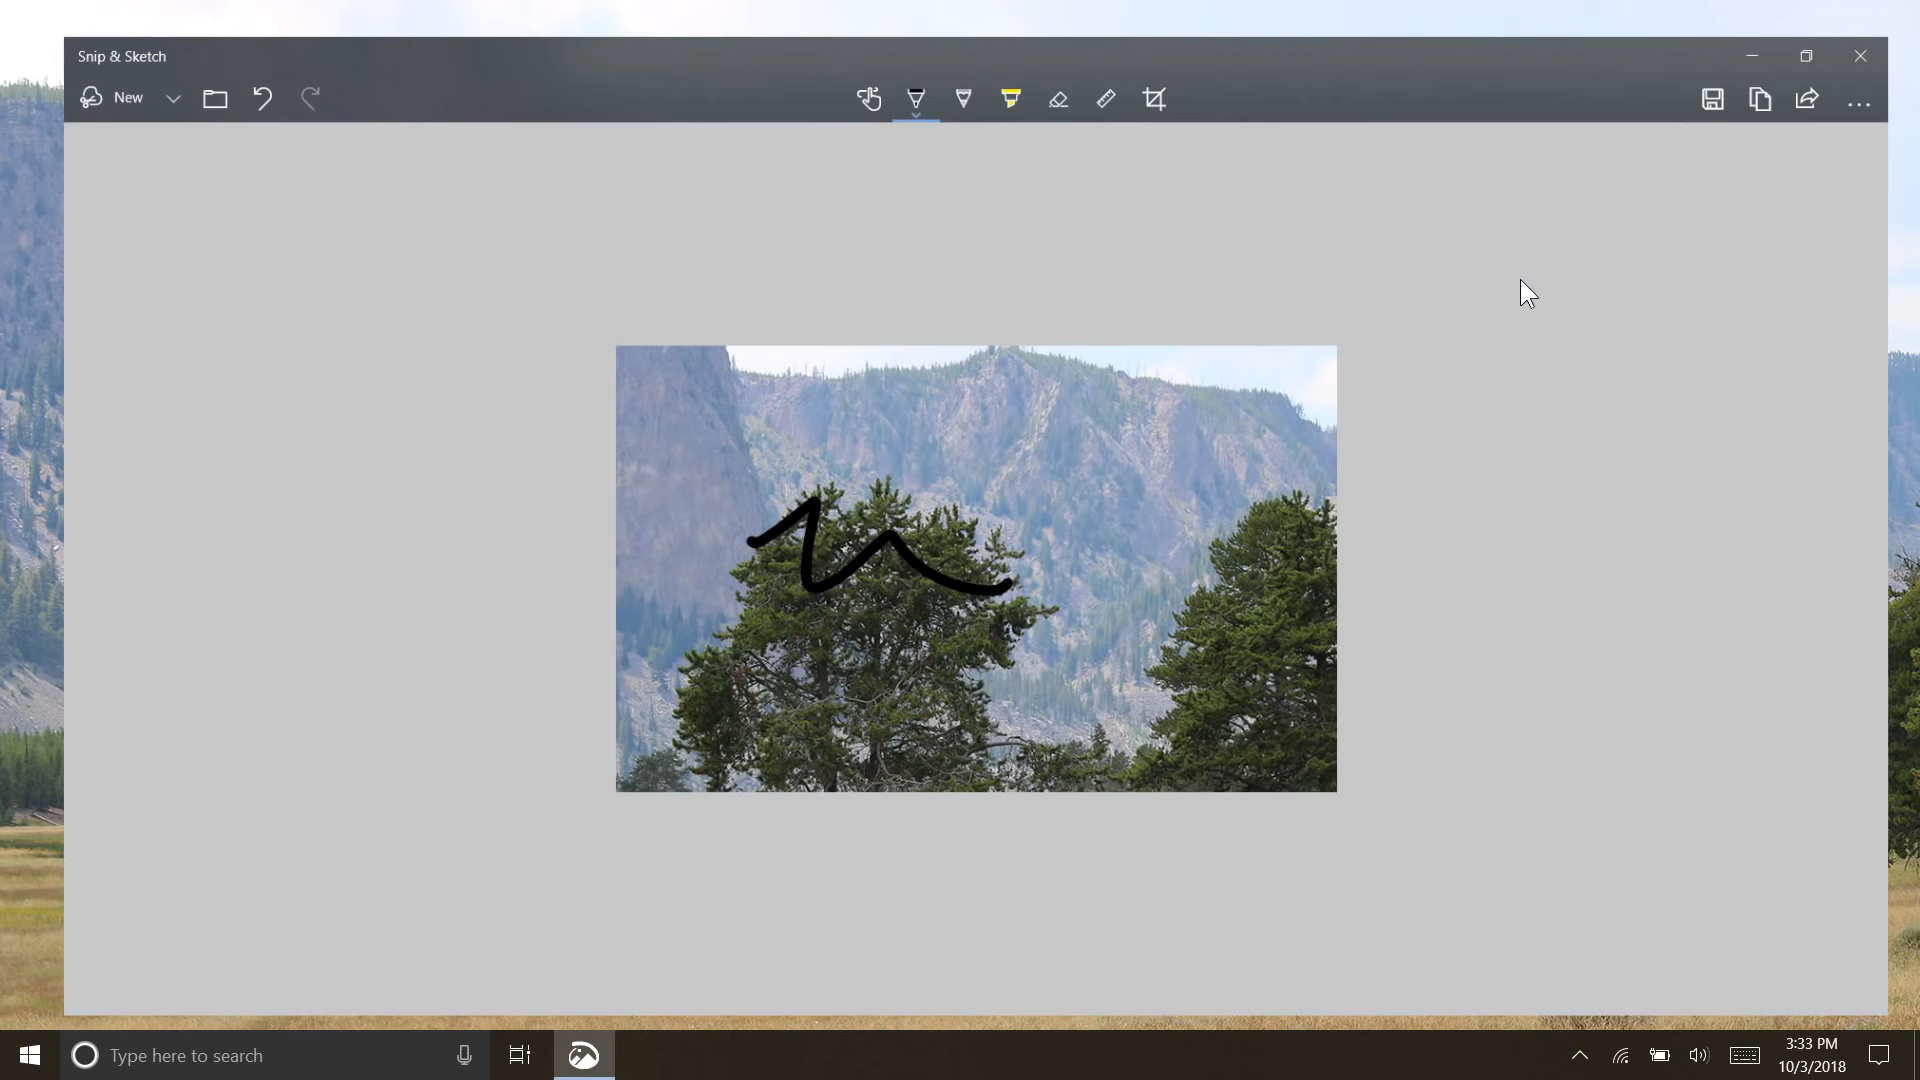 Snip & Sketch
New
Type here to search
3:33 PM
10/3/2018